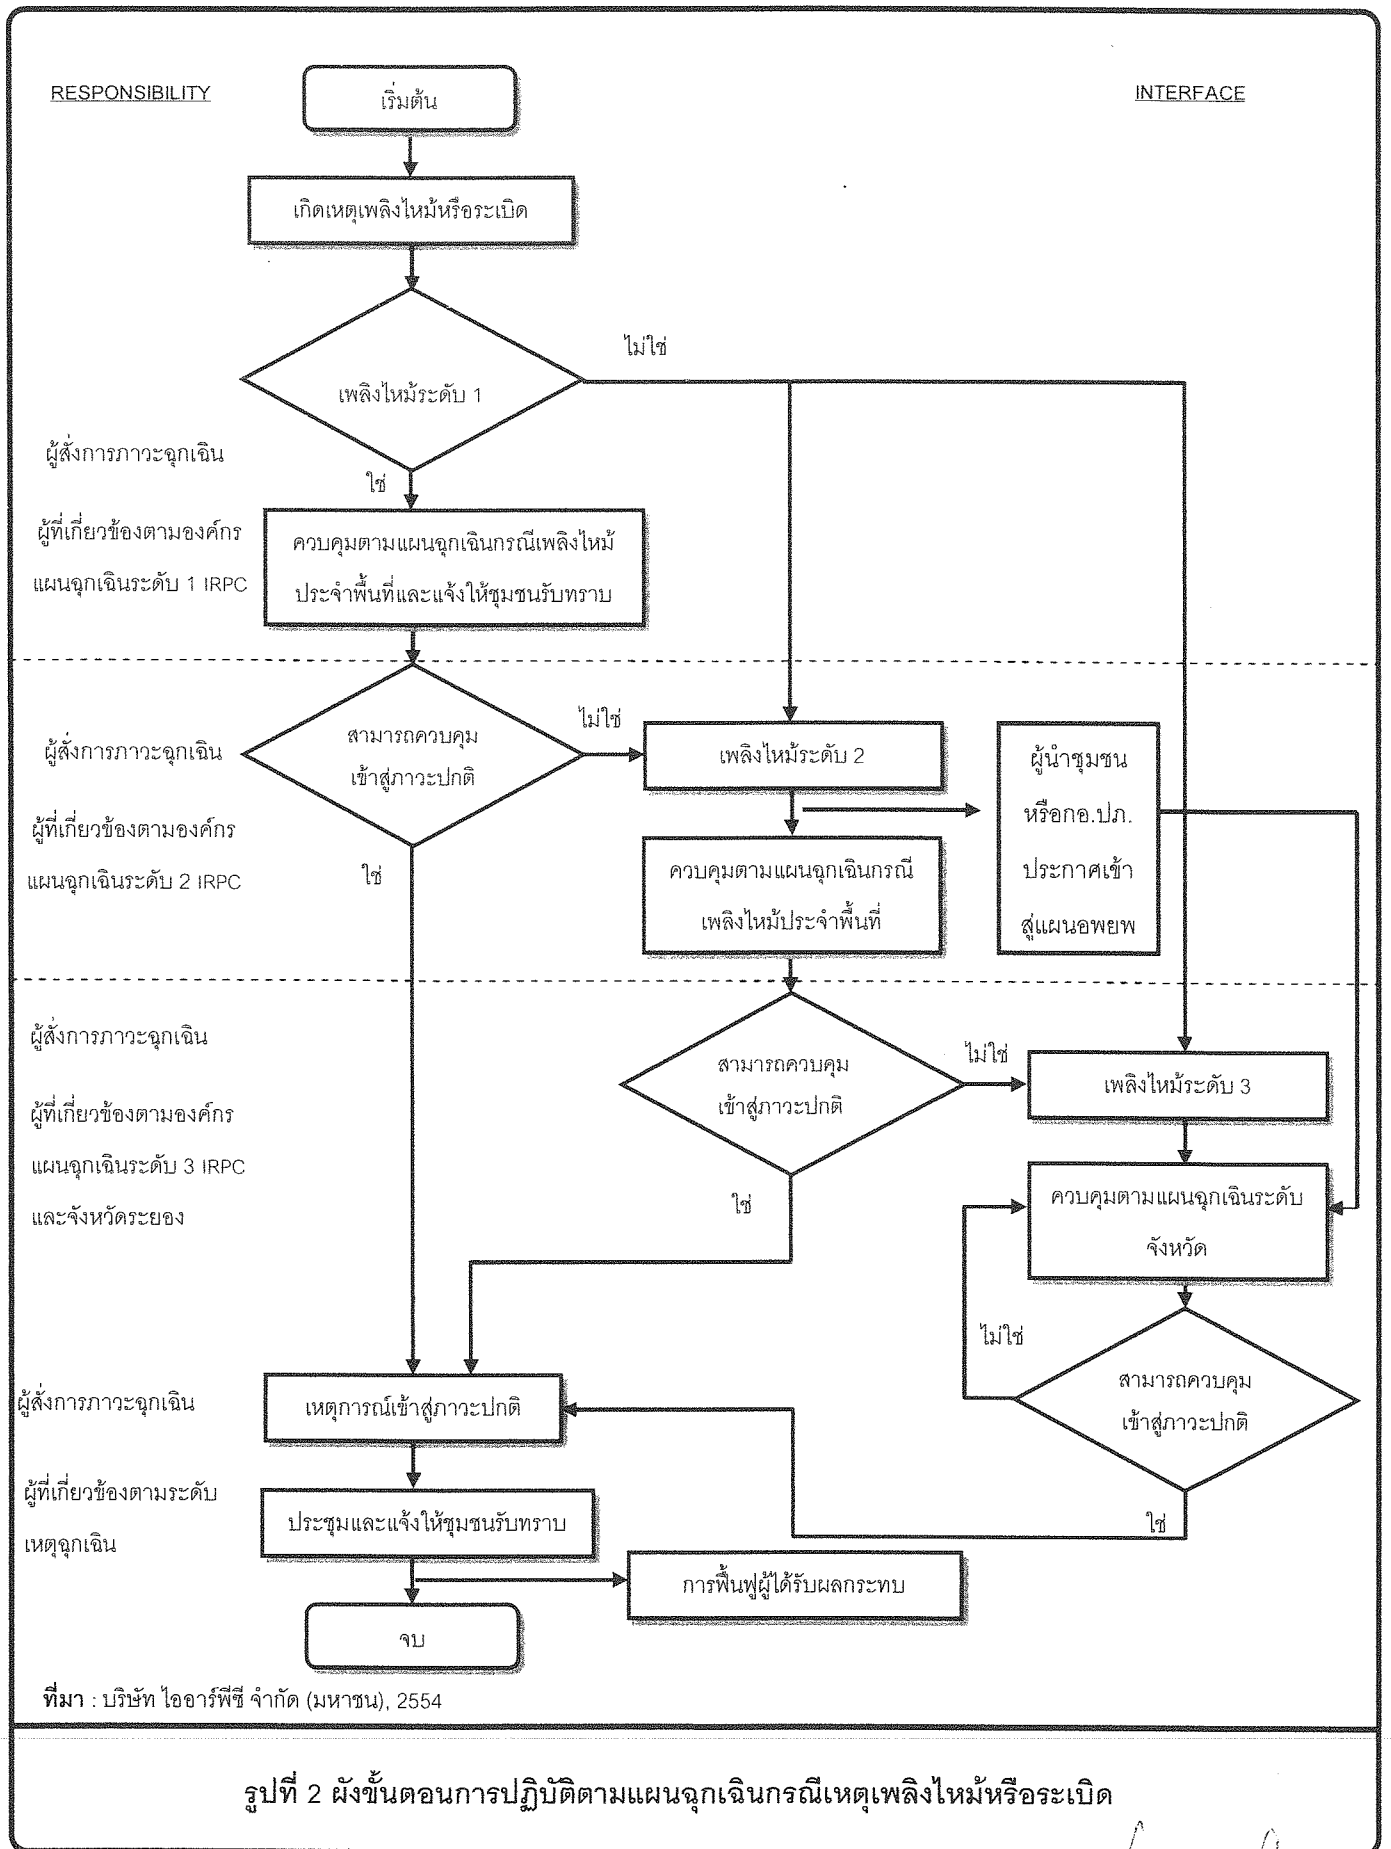 RESPONSIBILITY
เริ่มต้น
INTERFACE
เกิดเหตุเพลิงไหม้หรือระเบิด
ไม่ใช่
เพลิงไหม้ระดับ 1
ผู้สั่งการภาวะฉุกเฉิน
ใช่
ผู้ที่เกี่ยวข้องตามองค์กร
แผนฉุกเฉินระดับ 1 IRPC
ควบคุมตามแผนฉุกเฉินกรณีเพลิงไหม้
ประจำพื้นที่และแจ้งให้ชุมชนรับทราบ
ผู้สั่งการภาวะฉุกเฉิน
ผู้ที่เกี่ยวข้องตามองค์กร
แผนฉุกเฉินระดับ 2 IRPC
สามารถควบคุม
เข้าสู่ภาวะปกติ
ไม่ใช่
ใช่
เพลิงไหม้ระดับ 2
ควบคุมตามแผนฉุกเฉินกรณี
เพลิงไหม้ประจำพื้นที่
ผู้นำชุมชน
หรือกอ.ปภ.
ประกาศเข้า
สู่แผนอพยพ
ผู้สั่งการภาวะฉุกเฉิน
ผู้ที่เกี่ยวข้องตามองค์กร
แผนฉุกเฉินระดับ 3 IRPC
และจังหวัดระยอง
สามารถควบคุม
เข้าสู่ภาวะปกติ
ไม่ใช่
ใช่
เพลิงไหม้ระดับ 3
ควบคุมตามแผนฉุกเฉินระดับ
จังหวัด
ไม่ใช่
สามารถควบคุม
เข้าสู่ภาวะปกติ
ใช่
ผู้สั่งการภาวะฉุกเฉิน
เหตุการณ์เข้าสู่ภาวะปกติ
ผู้ที่เกี่ยวข้องตามระดับ
เหตุฉุกเฉิน
ประชุมและแจ้งให้ชุมชนรับทราบ
การฟื้นฟูผู้ได้รับผลกระทบ
จบ
ที่มา : บริษัท ไออาร์พีซี จำกัด (มหาชน), 2554
รูปที่ 2 ผังขั้นตอนการปฏิบัติตามแผนฉุกเฉินกรณีเหตุเพลิงไหม้หรือระเบิด